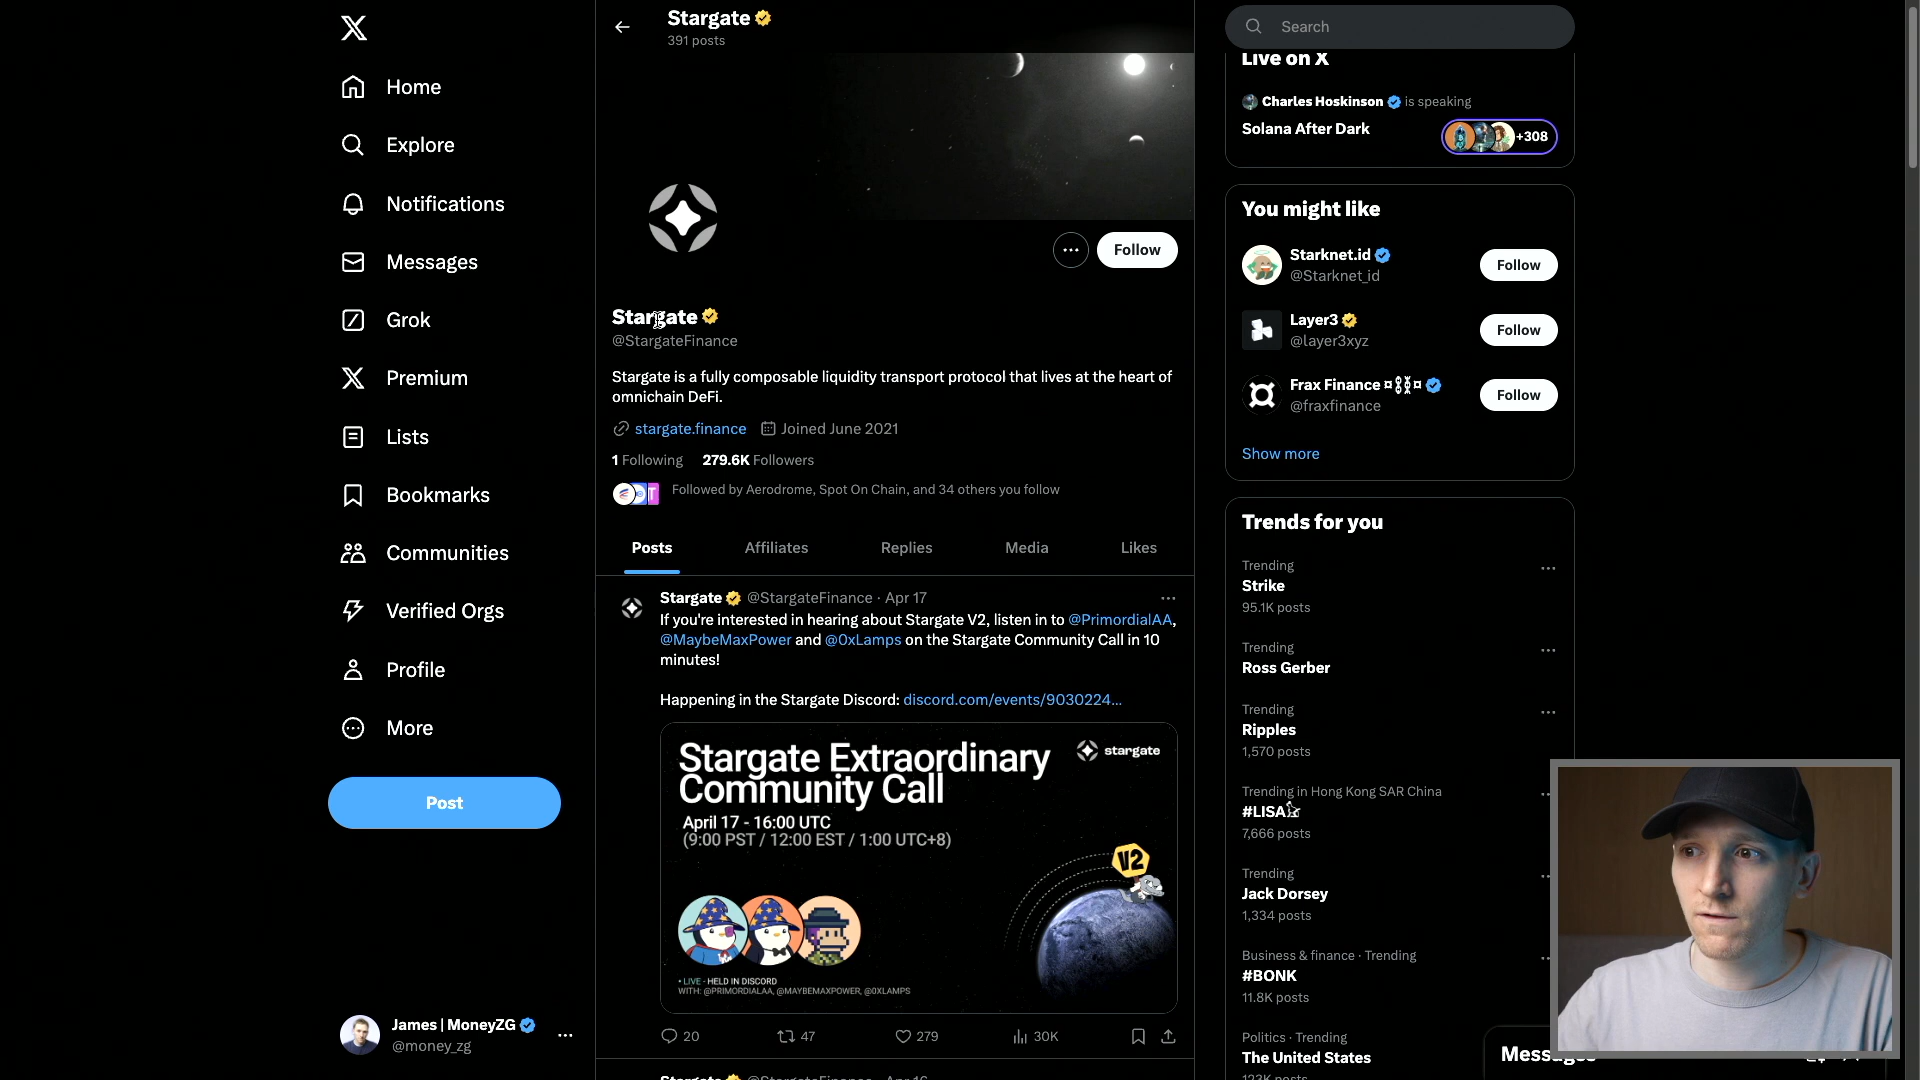 Home
Explore
Notifications
Messages
Grok
Premium
Lists
Bookmarks
Communities
Verified Orgs
Profile
More
Post
James | MoneyZG
@money_zg
Stargate
391 posts
Follow
Stargate
@StargateFinance
Stargate is a fully composable liquidity transport protocol that lives at the heart of
omnichain DeFi.
stargate.finance Joined June 2021
1 Following 279.6K Followers
Followed by Aerodrome, Spot On Chain, and 34 others you follow
Posts Affiliates Replies Media Likes
Stargate @StargateFinance · Apr 17
If you're interested in hearing about Stargate V2, listen in to @PrimordialAA,
@MaybeMaxPower and @0xLamps on the Stargate Community Call in 10
minutes!
Happening in the Stargate Discord: discord.com/events/9030224...
Stargate Extraordinary
Community Call
stargate
April 17 - 16:00 UTC
(9:00 PST / 12:00 EST / 1:00 UTC+8)
V2
• LIVE - HELD IN DISCORD
WITH: @PRIMORDIALAA, @MAYBEMAXPOWER, @0XLAMPS
20 47 279 30K
Search
Live on X
Charles Hoskinson is speaking
Solana After Dark
+308
You might like
Starknet.id
@Starknet_id
Follow
Layer3
@layer3xyz
Follow
Frax Finance
@fraxfinance
Follow
Show more
Trends for you
Trending
Strike
95.1K posts
Trending
Ross Gerber
Trending
Ripples
1,570 posts
Trending in Hong Kong SAR China
#LISA
7,666 posts
Trending
Jack Dorsey
1,334 posts
Business & finance · Trending
#BONK
11.8K posts
Politics · Trending
The United States
Messages